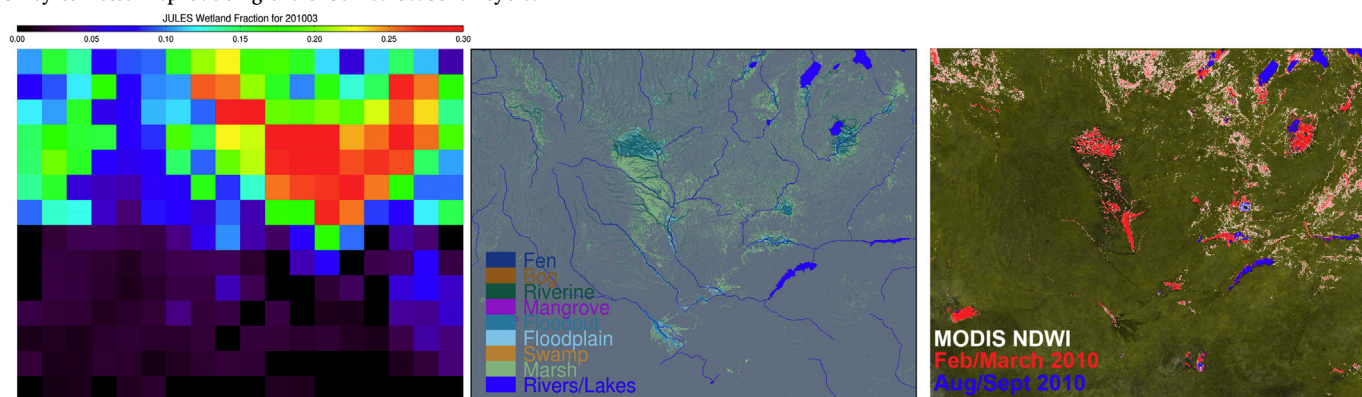 JULES Wetland Fraction for 201003
0.00 0.05 0.10 0.15 0.20 0.25 0.30
Fen
Bog
Riverine
Mangrove
Floodout
Floodplain
Swamp
Marsh
Rivers/Lakes
MODIS NDWI
Feb/March 2010
Aug/Sept 2010